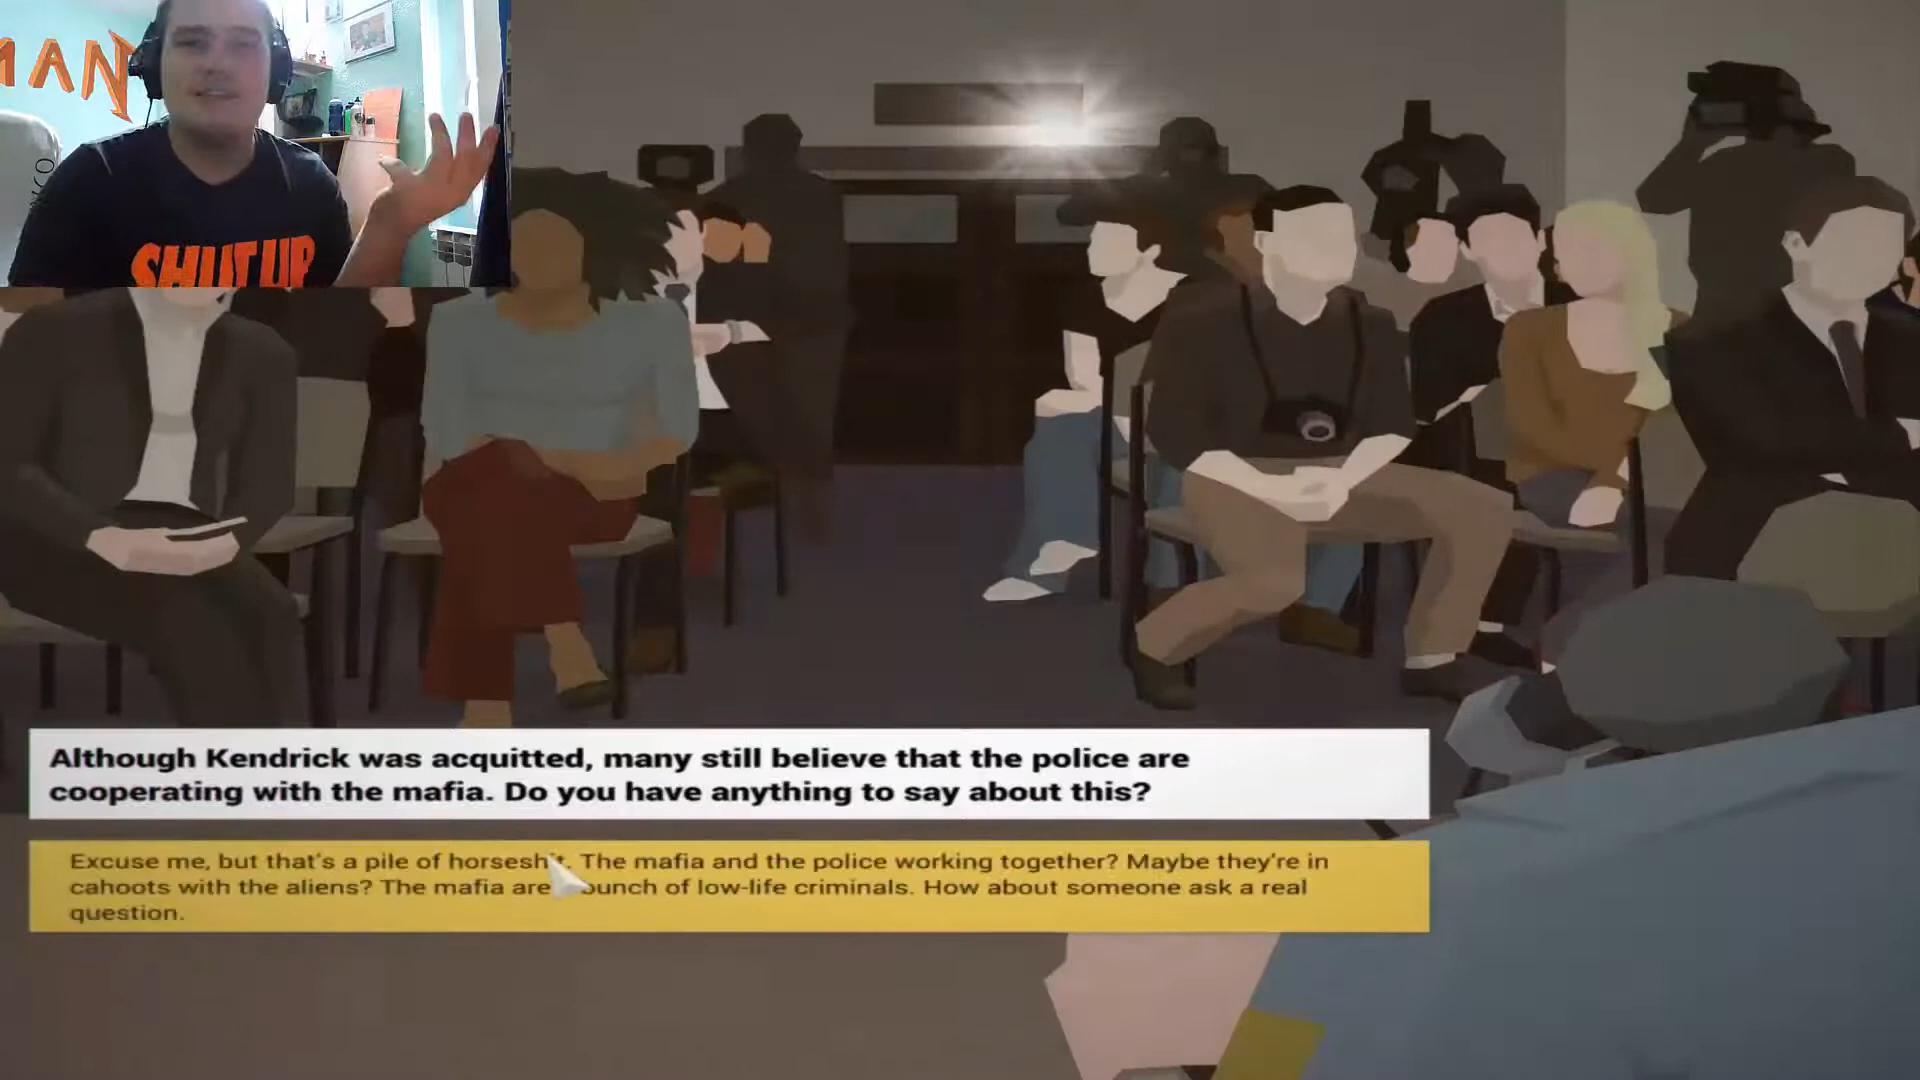 MAN
SHUT UP
Although Kendrick was acquitted, many still believe that the police are
cooperating with the mafia. Do you have anything to say about this?
Excuse me, but that's a pile of horseshit. The mafia and the police working together? Maybe they're in
cahoots with the aliens? The mafia are bunch of low-life criminals. How about someone ask a real
question.